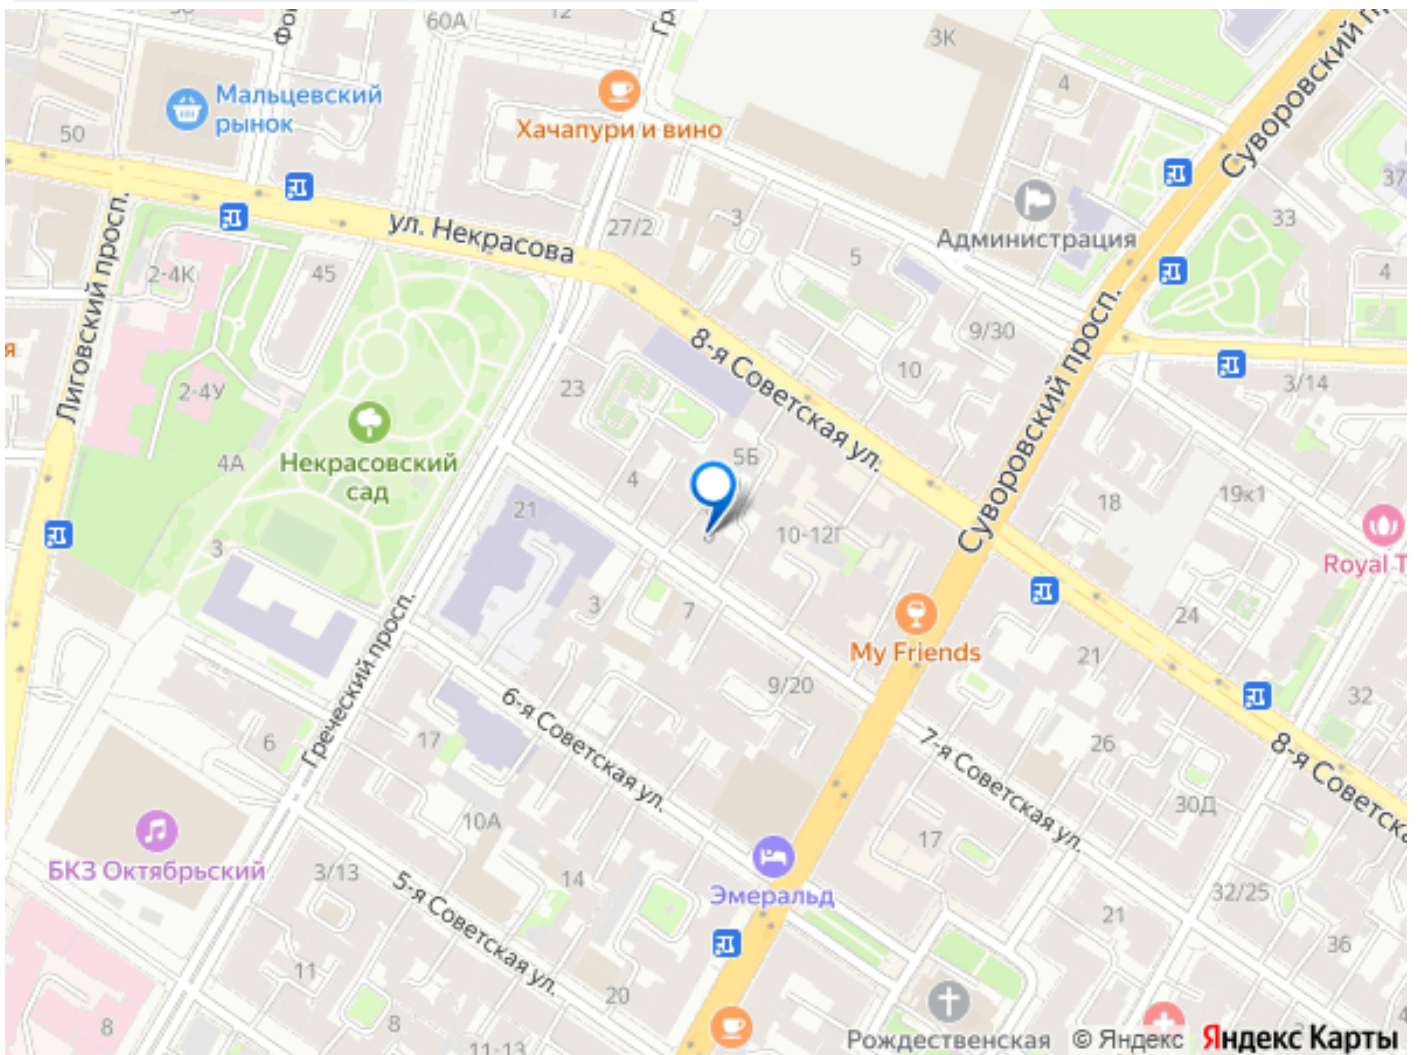 60А
12
Фон
Гр
3К
Суворовский пр
4
Мальцевский
рынок
Хачапури и вино
50
37
ул. Некрасова
27/2
3
33
Администрация
5
2-4К
45
4
Лиговский просп.
я
9/30
8-я Советская ул.
10
Суворовский просп.
3/14
23
2-4У
5Б
Некрасовский
сад
4А
4
18
19к1
21
10-12Г
Royal T
3
3
7
24
Греческий просп.
My Friends
21
9/20
32
6-я Советская ул.
6
17
7-я Советская ул.
26
8-я Советска
30Д
БКЗ Октябрьский
10А
17
3/13
14
Эмеральд
5-я Советская ул.
32/25
21
36
11
20
8
8
11-13
Рождественская
© Яндекс
Яндекс Карты